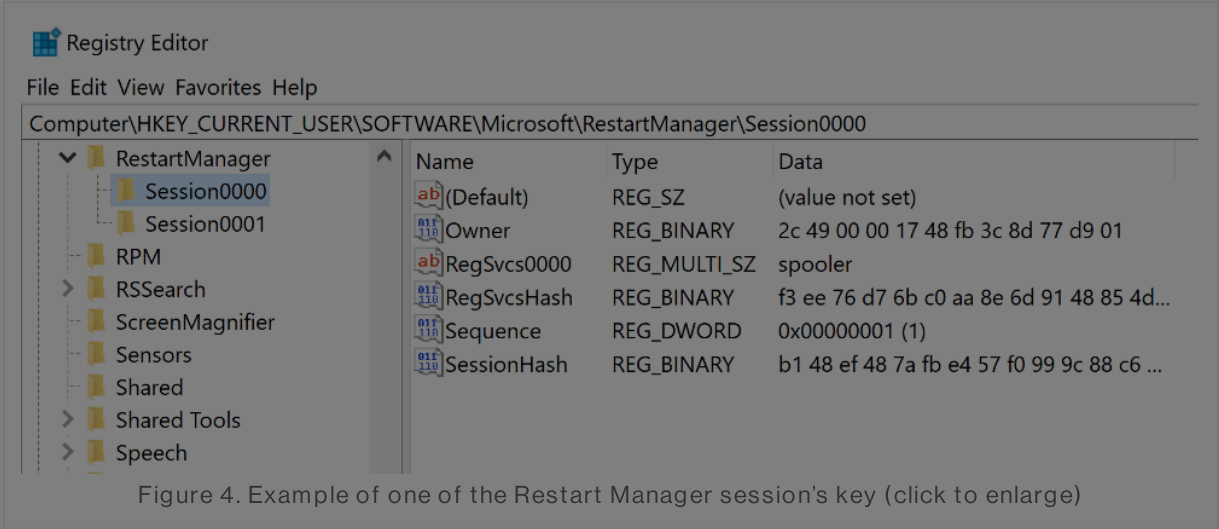 Registry Editor
File Edit View Favorites Help
Computer\HKEY_CURRENT_USER\SOFTWARE\Microsoft\RestartManager\Session0000
RestartManager
Session0000
Session0001
RPM
RSSearch
ScreenMagnifier
Sensors
Shared
Shared Tools
Speech
Name Type Data
(Default) REG_SZ (value not set)
Owner REG_BINARY 2c 49 00 00 17 48 fb 3c 8d 77 d9 01
RegSvcs0000 REG_MULTI_SZ spooler
RegSvcsHash REG_BINARY f3 ee 76 d7 6b c0 aa 8e 6d 91 48 85 4d...
Sequence REG_DWORD 0x00000001 (1)
SessionHash REG_BINARY b1 48 ef 48 7a fb e4 57 f0 99 9c 88 c6 ...
Figure 4. Example of one of the Restart Manager session's key (click to enlarge)